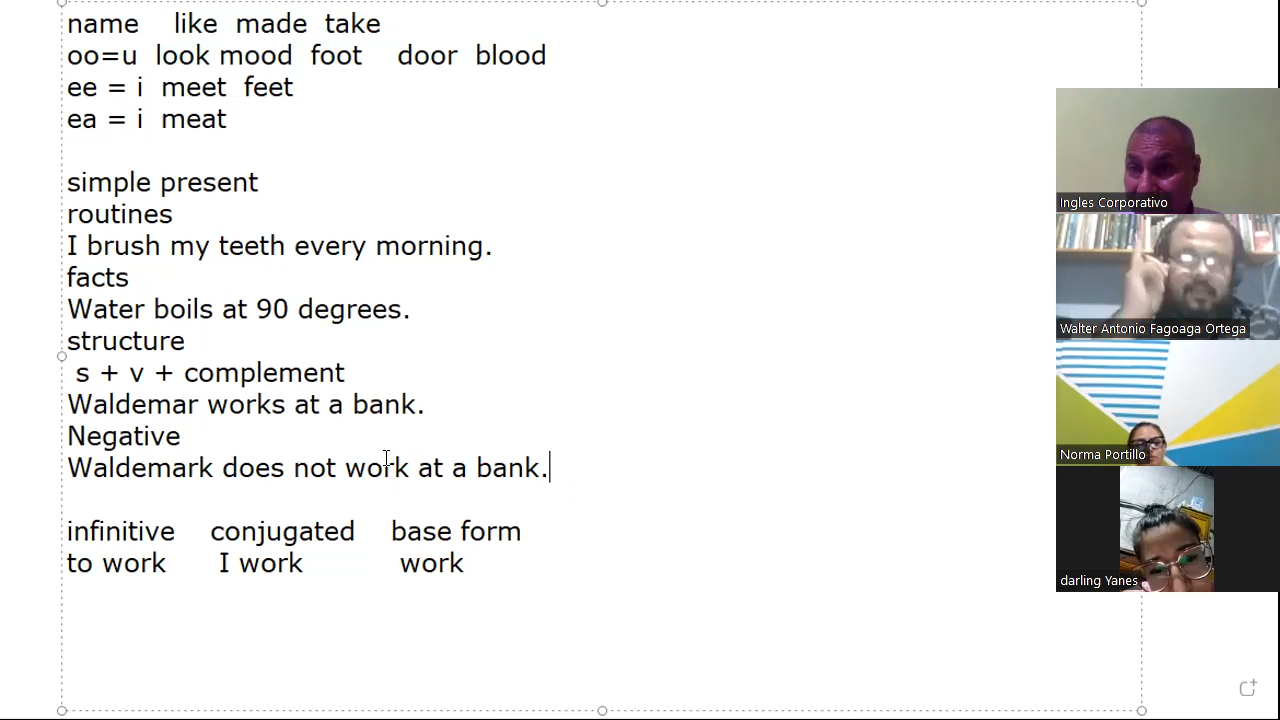 name like made take
oo=u look mood foot door blood
ee = i meet feet
ea = i meat
simple present
routines
I brush my teeth every morning.
facts
Water boils at 90 degrees.
structure
s + v + complement
Waldemar works at a bank.
Negative
Waldemark does not work at a bank.
infinitive conjugated base form
to work I work work
Ingles Corporativo
Walter Antonio Fagoaga Ortega
Norma Portillo
darling Yanes